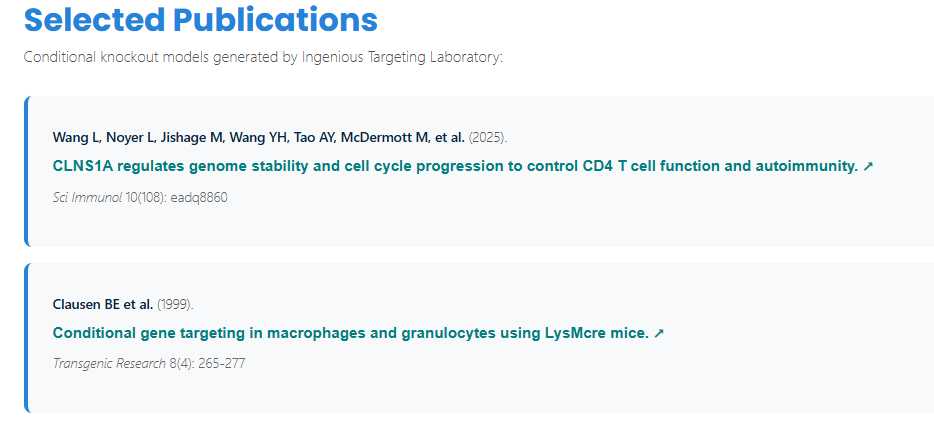 Selected Publications
Conditional knockout models generated by Ingenious Targeting Laboratory:
Wang L, Noyer L, Jishage M, Wang YH, Tao AY, McDermott M, et al. (2025).
CLNS1A regulates genome stability and cell cycle progression to control CD4 T cell function and autoimmunity. ↗
Sci Immunol 10(108): eadq8860
Clausen BE et al. (1999).
Conditional gene targeting in macrophages and granulocytes using LysMcre mice. ↗
Transgenic Research 8(4): 265-277